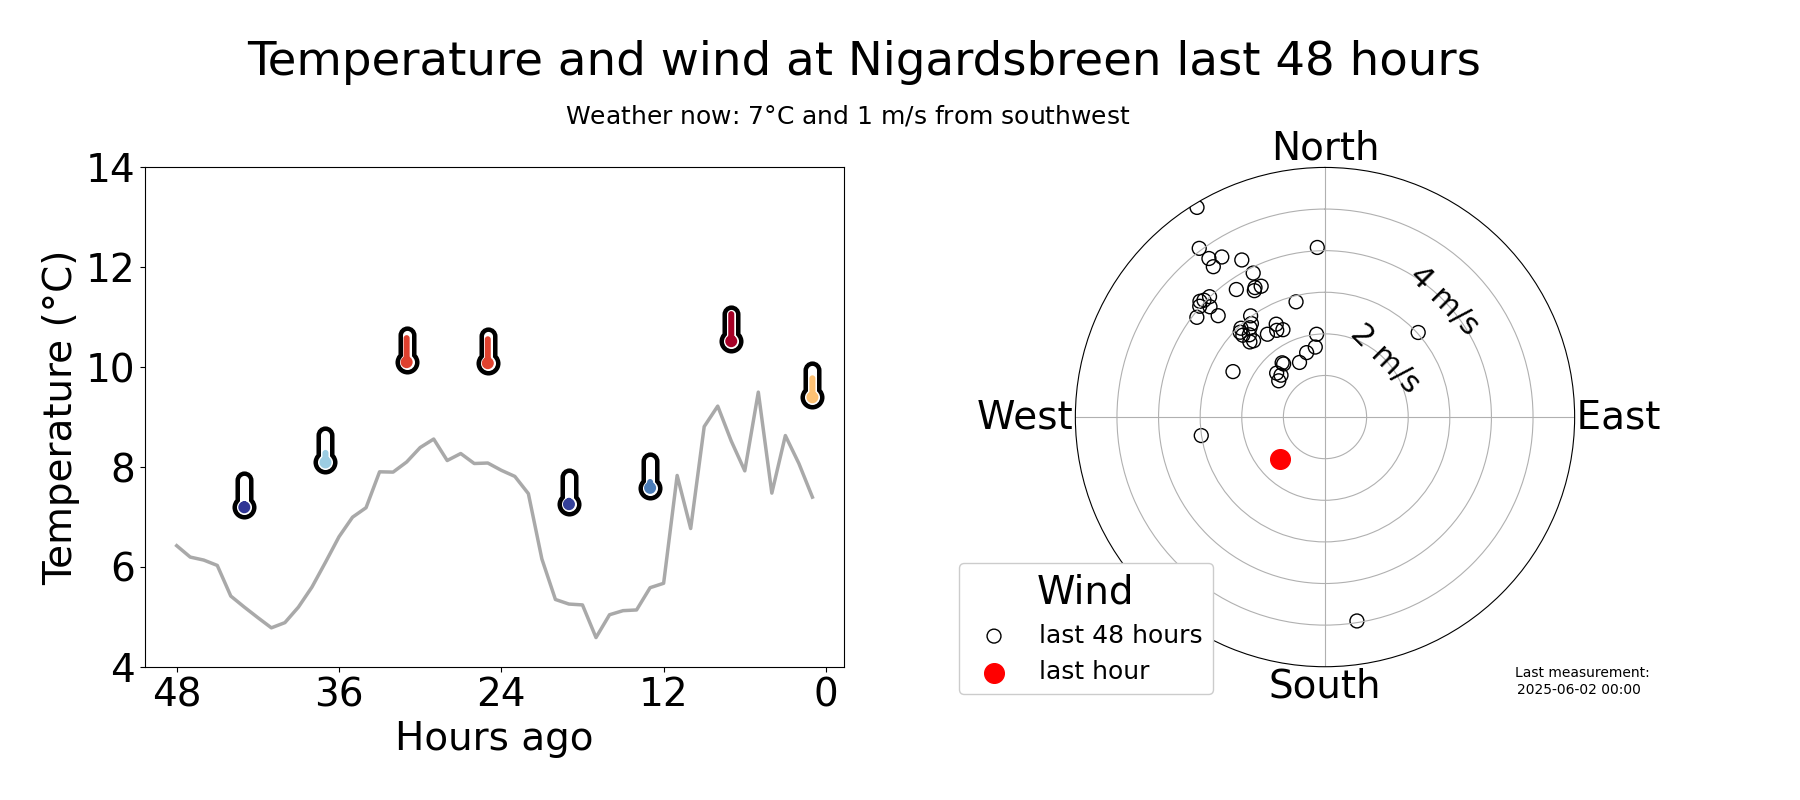 Temperature and wind at Nigardsbreen last 48 hours
Weather now: 7°C and 1 m/s from southwest
Temperature (°C)
14
12
10
8
6
4
48 36 24 12 0
Hours ago
North
West
East
South
4 m/s
2 m/s
Wind
last 48 hours
last hour
Last measurement:
2025-06-02 00:00